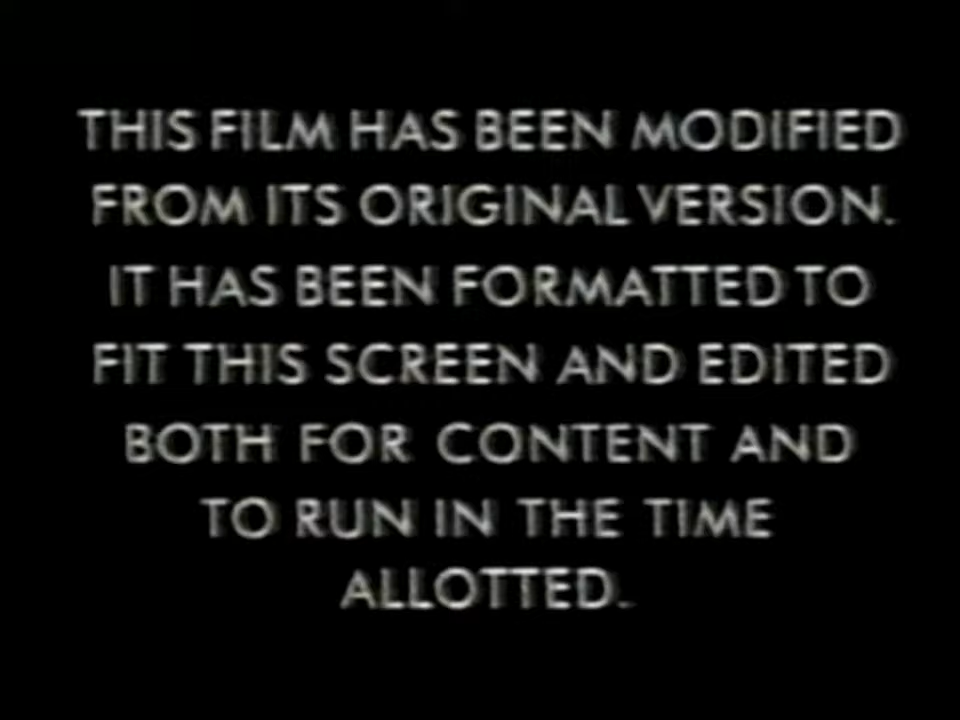 THIS FILM HAS BEEN MODIFIED
FROM ITS ORIGINAL VERSION.
IT HAS BEEN FORMATTED TO
FIT THIS SCREEN AND EDITED
BOTH FOR CONTENT AND
TO RUN IN THE TIME
ALLOTTED.